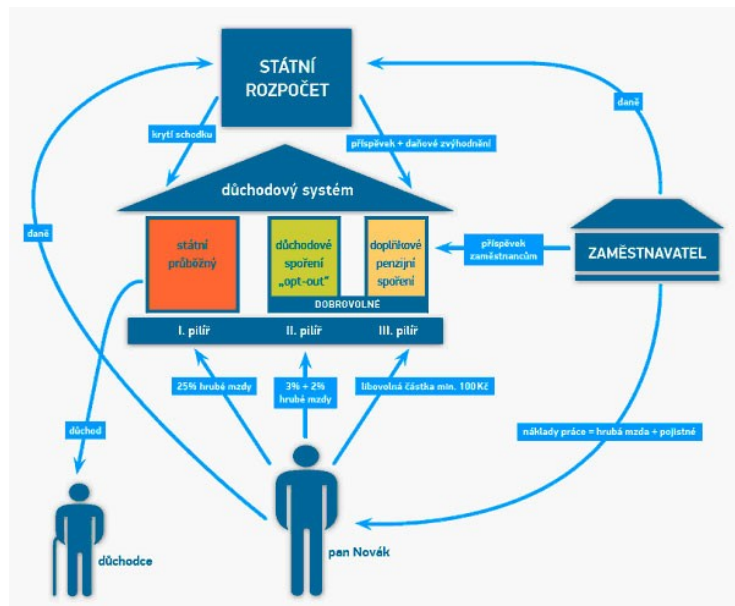 STÁTNÍ
ROZPOČET
daně
krytí schodku
příspěvek + daňové zvýhodnění
důchodový systém
daně
státní
průběžný
důchodové
spoření
„opt-out"
doplňkové
penzijní
spoření
DOBROVOLNÉ
příspěvek
zaměstnancům
ZAMĚSTNAVATEL
I. pilíř
II. pilíř
III. pilíř
25% hrubé mzdy
3% + 2%
hrubé mzdy
libovolná částka min. 100 Kč
důchod
náklady práce = hrubá mzda + pojistné
důchodce
pan Novák